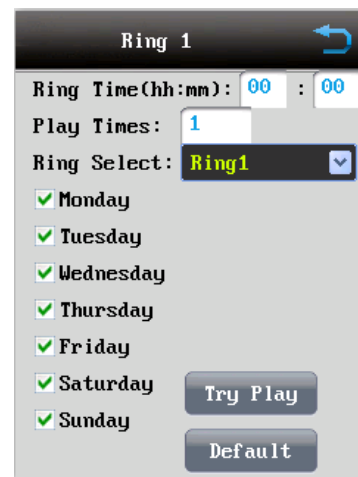 Ring 1
Ring Time(hh:mm): 00 : 00
Play Times: 1
Ring Select: Ring1
Monday
Tuesday
Wednesday
Thursday
Friday
Saturday
Try Play
Sunday
Default